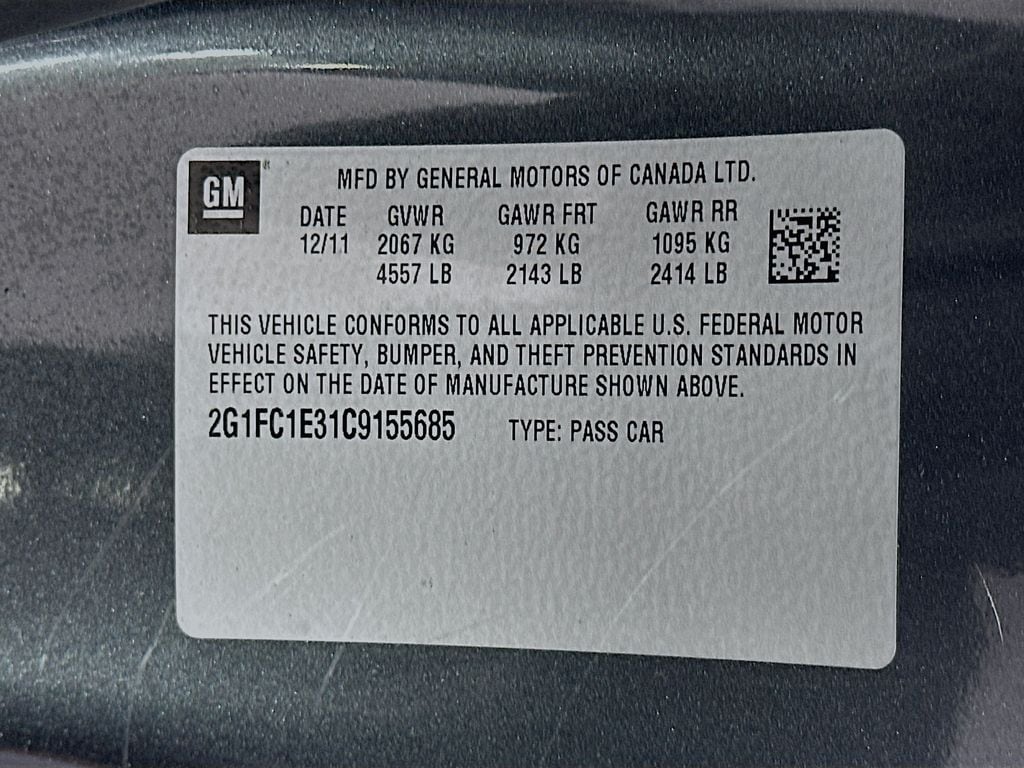 GM ®
MFD BY GENERAL MOTORS OF CANADA LTD.
DATE GVWR GAWR FRT GAWR RR
12/11 2067 KG 972 KG 1095 KG
4557 LB 2143 LB 2414 LB
THIS VEHICLE CONFORMS TO ALL APPLICABLE U.S. FEDERAL MOTOR
VEHICLE SAFETY, BUMPER, AND THEFT PREVENTION STANDARDS IN
EFFECT ON THE DATE OF MANUFACTURE SHOWN ABOVE.
2G1FC1E31C9155685 TYPE: PASS CAR